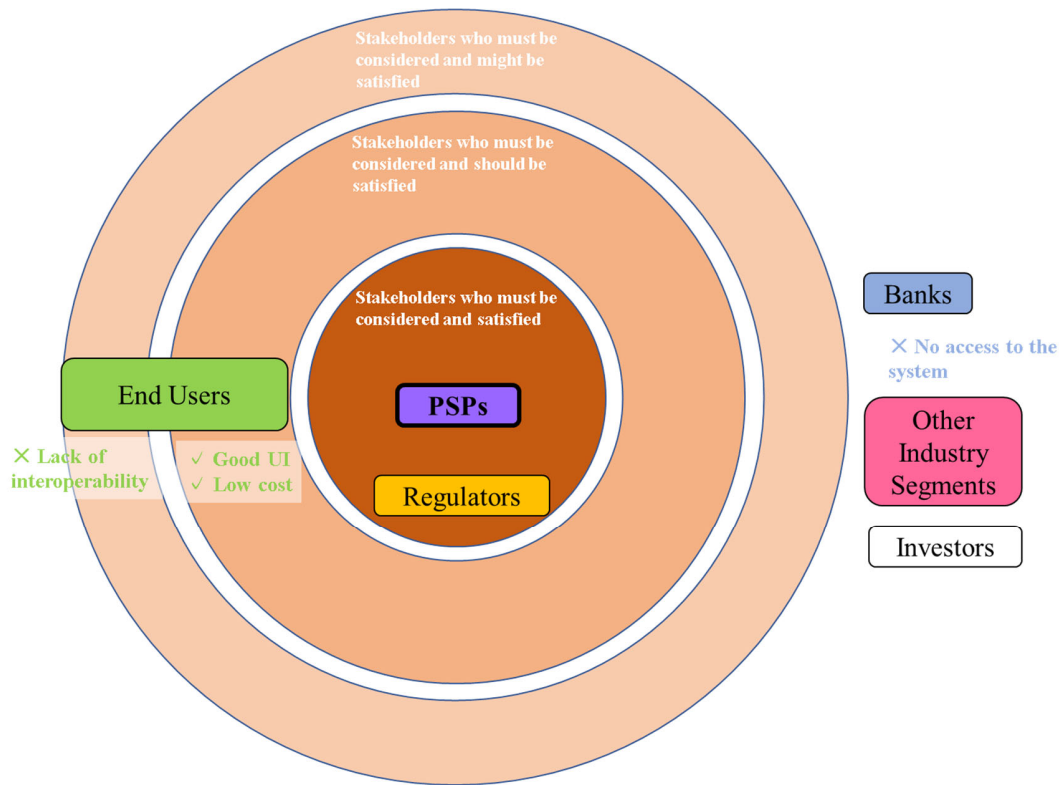 Stakeholders who must be
considered and might be
satisfied
Stakeholders who must be
considered and should be
satisfied
Stakeholders who must be
considered and satisfied
Banks
× No access to the
system
End Users
PSPs
Other
Industry
Segments
× Lack of
interoperability
✓ Good UI
✓ Low cost
Regulators
Investors